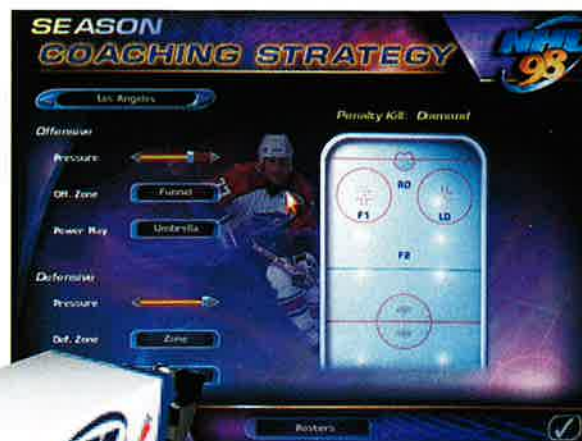 SEASON
COACHING STRATEGY
NHL
98
Los Angeles
Penalty Kill: Diamond
Offensive
Pressure
Off. Zone
Funnel
Power Play
Umbrella
RD
F1
LD
F2
Defensive
Pressure
Def. Zone
Zone
Rosters